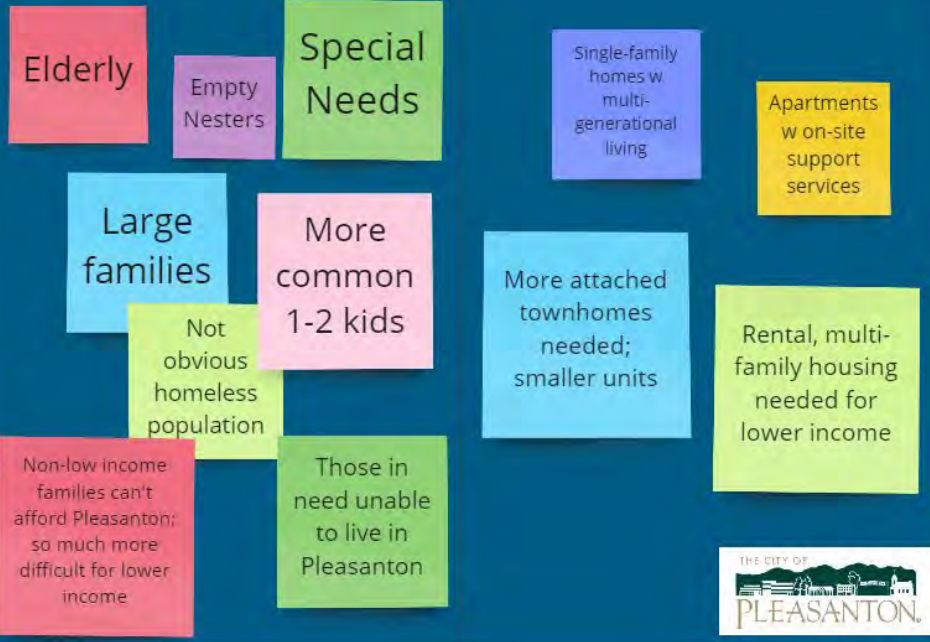 Elderly
Empty
Nesters
Special
Needs
Large
families
More
common
1-2 kids
Not
obvious
homeless
population
Non-low income
families can't
afford Pleasanton;
so much more
difficult for lower
income
Those in
need unable
to live in
Pleasanton
Single-family
homes w
multi-
generational
living
Apartments
w on-site
support
services
More attached
townhomes
needed;
smaller units
Rental, multi-
family housing
needed for
lower income
THE CITY OF
PLEASANTON®